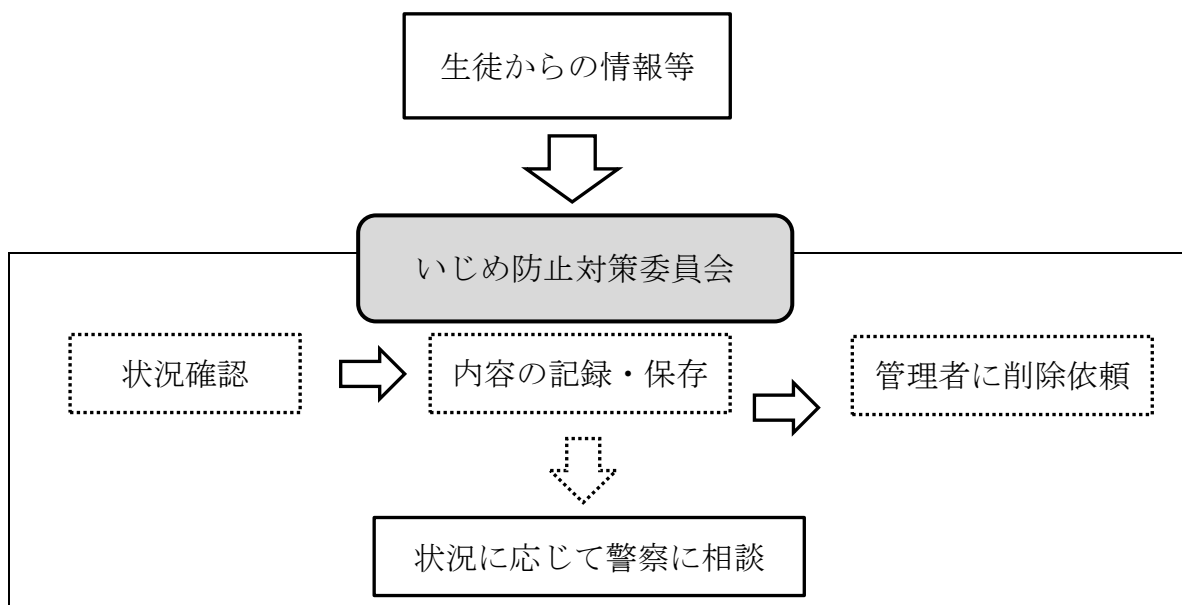 生徒からの情報等
いじめ防止対策委員会
状況確認
内容の記録・保存
管理者に削除依頼
状況に応じて警察に相談